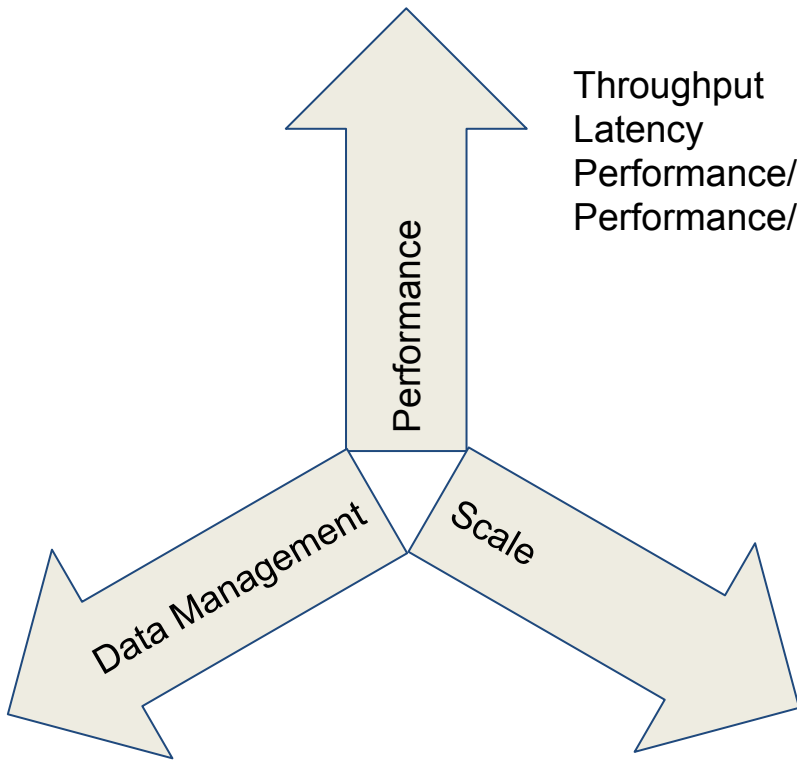 Throughput
Latency
Performance/
Performance/
Performance
Data Management
Scale